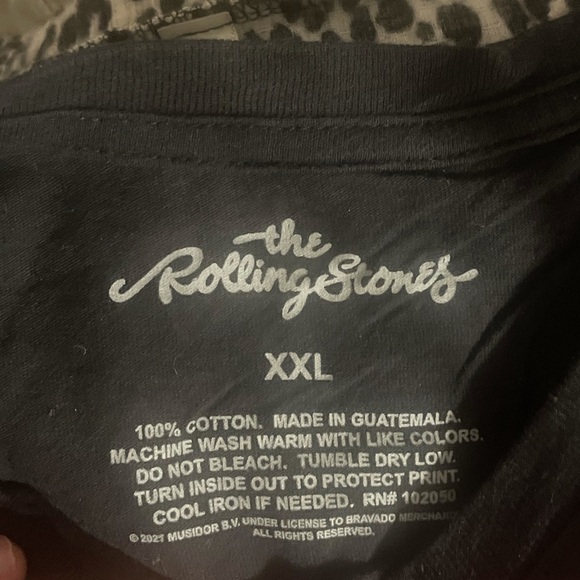 the
Rolling Stones
XXL
100% COTTON. MADE IN GUATEMALA.
MACHINE WASH WARM WITH LIKE COLORS.
DO NOT BLEACH. TUMBLE DRY LOW.
TURN INSIDE OUT TO PROTECT PRINT.
COOL IRON IF NEEDED. RN# 102050
© 2021 MUSIDOR B.V. UNDER LICENSE TO BRAVADO
ALL RIGHTS RESERVED.